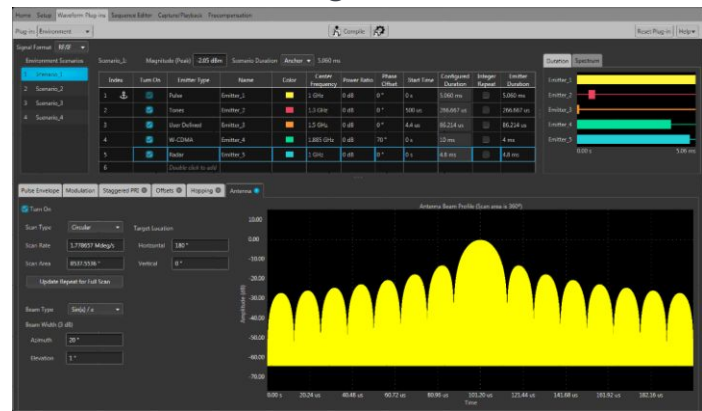 Home Setup Waveform Plug-ins Sequence Editor Capture/Playback Precompensation
Plug-in: Environment Compile Reset Plug-in Help
Signal Format RF/IF
Environment Scenarios Scenario_1: Magnitude (Peak) -2.05 dBm Scenario Duration Anchor 5.060 ms Duration Spectrum
1 Scenario_1
2 Scenario_2
3 Scenario_3
4 Scenario_4
Index Turn On Emitter Type Name Color Center Frequency Power Ratio Phase Offset Start Time Configured Duration Integer Repeat Emitter Duration
1 Pulse Emitter_1 1 GHz 0 dB 0 ° 0 s 5.060 ms 5.060 ms
2 Tones Emitter_2 1.3 GHz 0 dB 0 ° 500 us 266.667 us 266.667 us
3 User Defined Emitter_3 1.5 GHz 0 dB 0 ° 4.4 us 86.214 us 86.214 us
4 W-CDMA Emitter_4 1.885 GHz 0 dB 70 ° 0 s 10 ms 4 ms
5 Radar Emitter_5 1 GHz 0 dB 0 ° 0 s 4.8 ms 4.8 ms
6 Double click to add
Emitter_1
Emitter_2
Emitter_3
Emitter_4
Emitter_5
0.00 s 5.06 ms
Pulse Envelope Modulation Staggered PRI Offsets Hopping Antenna
Turn On
Scan Type Circular Target Location
Scan Rate 1.778657 Mdeg/s Horizontal 180 °
Scan Area 8537.5536 ° Vertical 0 °
Update Repeat for Full Scan
Beam Type Sin(x) / x
Beam Width (3 dB)
Azimuth 20 °
Elevation 1 °
Antenna Beam Profile (Scan area is 360°)
Amplitude (dB)
10.00
0.00
-10.00
-20.00
-30.00
-40.00
-50.00
-60.00
-70.00
0.00 s 20.24 us 40.48 us 60.72 us 80.96 us 101.20 us 121.44 us 141.68 us 161.92 us 182.16 us
Time